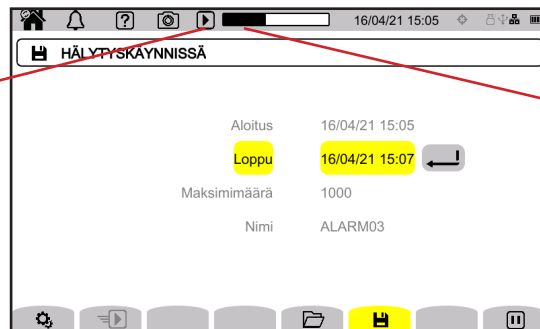 16/04/21 15:05
HÄLYTYSKÄYNNISSÄ
Aloitus 16/04/21 15:05
Loppu 16/04/21 15:07
Maksimimäärä 1000
Nimi ALARM03